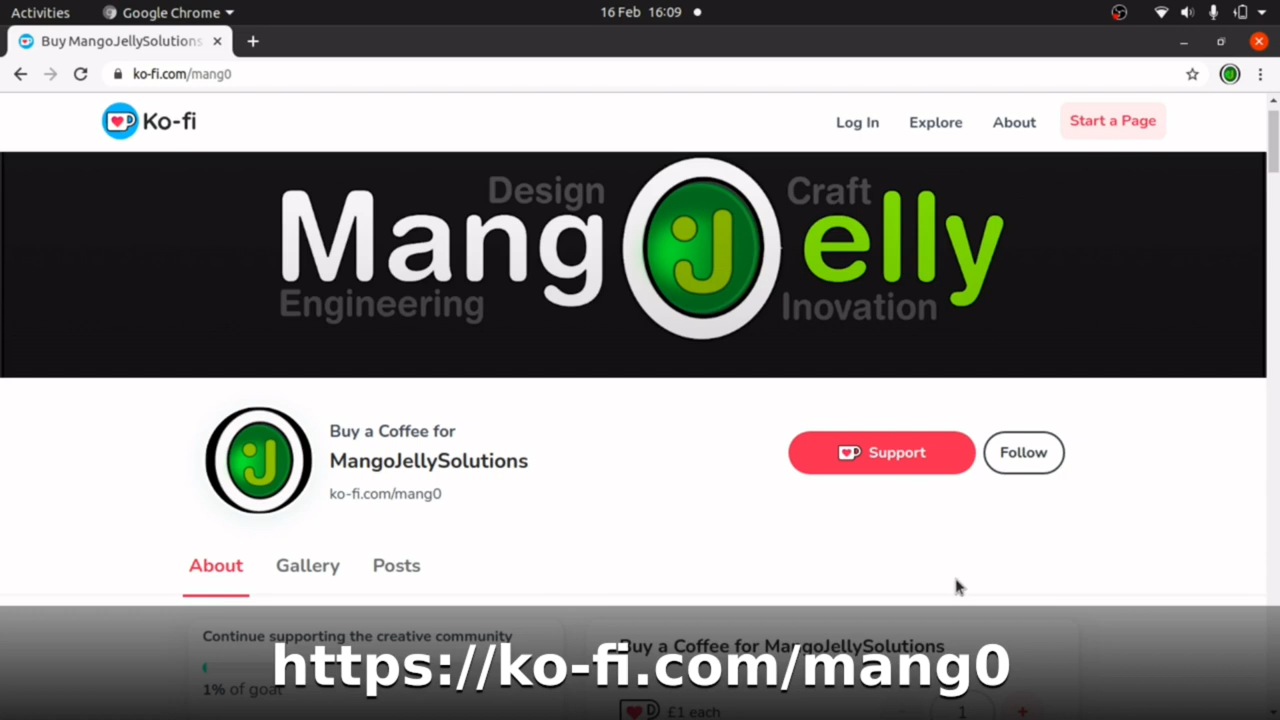 Activities Google Chrome 16 Feb 16:09
Buy MangoJellySolutions
ko-fi.com/mang0
Ko-fi Log In Explore About Start a Page
Design Craft
Mang J elly
Engineering Inovation
Buy a Coffee for
MangoJellySolutions
ko-fi.com/mang0
Support Follow
About Gallery Posts
Continue supporting the creative community
Buy a Coffee for MangoJellySolutions
https://ko-fi.com/mang0
1% of goal
£1 each - 1 +